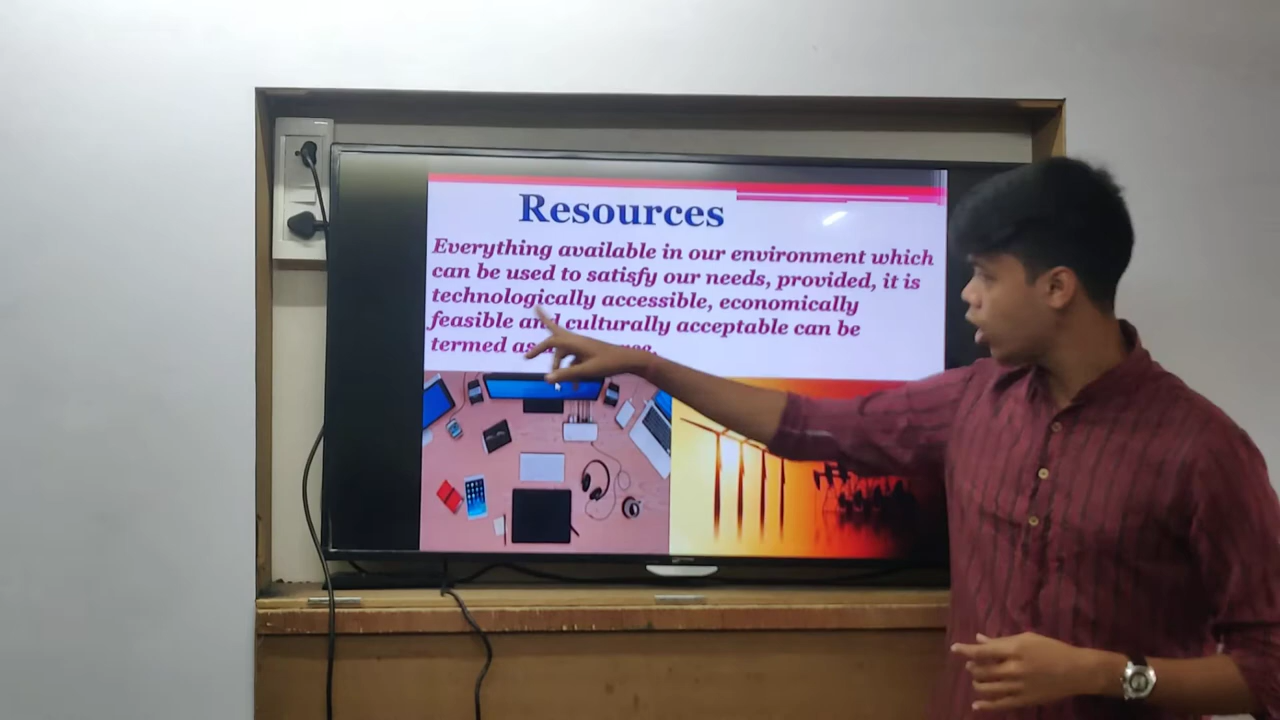 Resources
Everything available in our environment which
can be used to satisfy our needs, provided, it is
technologically accessible, economically
feasible and culturally acceptable can be
termed as